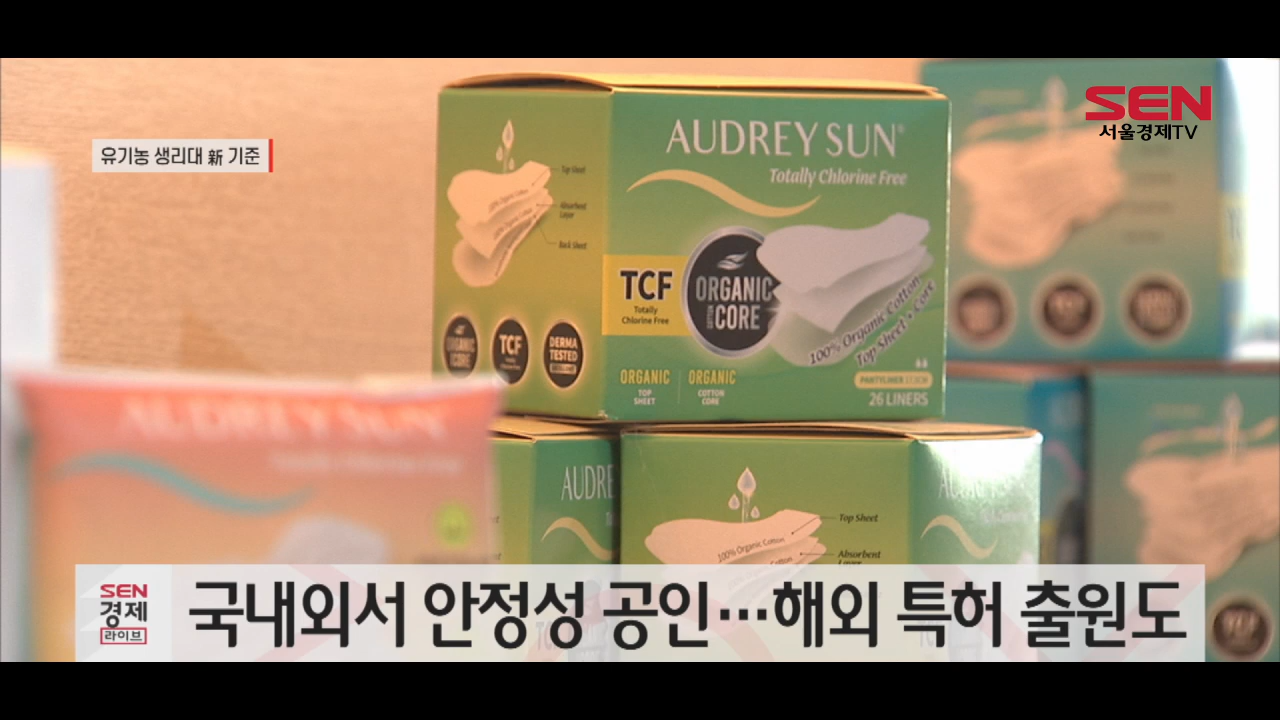 SEN
서울경제TV
유기농 생리대 新 기준
AUDREY SUN
Totally Chlorine Free
Top Sheet
Absorbent
Layer
Back Sheet
TCF
Totally
Chlorine Free
ORGANIC
COTTON
CORE
100% Organic Cotton
Top Sheet + Core
ORGANIC
CORE
TCF
DERMA
TESTED
ORGANIC
TOP
SHEET
ORGANIC
COTTON
CORE
PANTYLINER
26 LINERS
AUDREY SUN
AUDRE
Top Sheet
100% Organic Cotton
Absorbent
Layer
SEN
경제
라이브
국내외서 안정성 공인…해외 특허 출원도